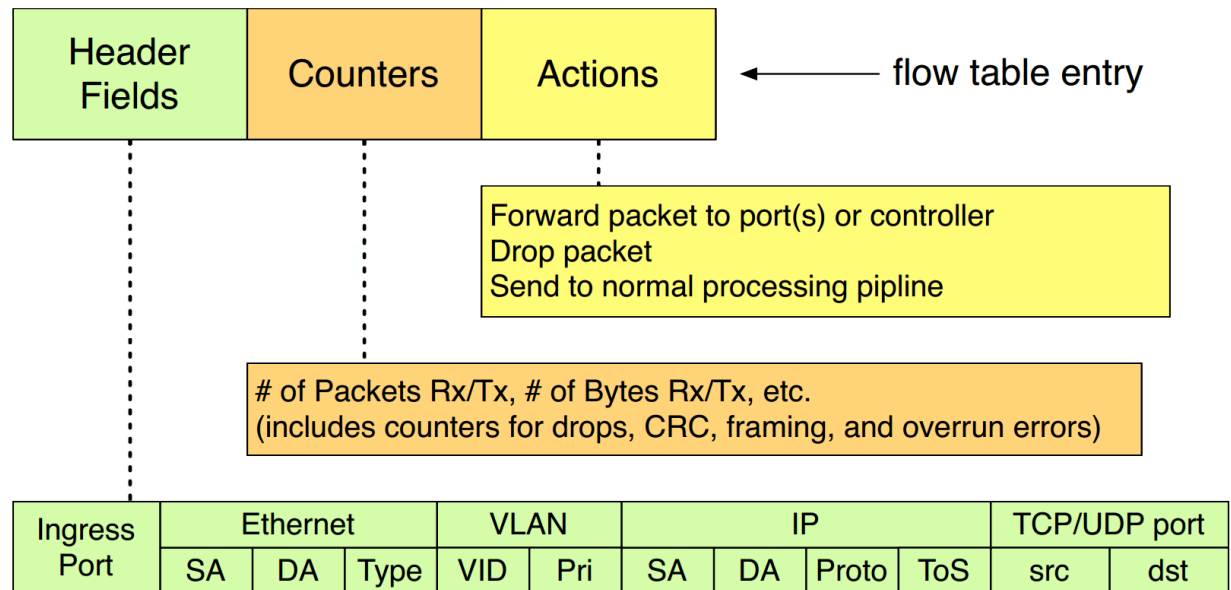 Header
Fields
Counters
Actions
flow table entry
Forward packet to port(s) or controller
Drop packet
Send to normal processing pipline
# of Packets Rx/Tx, # of Bytes Rx/Tx, etc.
(includes counters for drops, CRC, framing, and overrun errors)
Ingress
Port
Ethernet
VLAN
IP
TCP/UDP port
SA
DA
Type
VID
Pri
SA
DA
Proto
ToS
src
dst